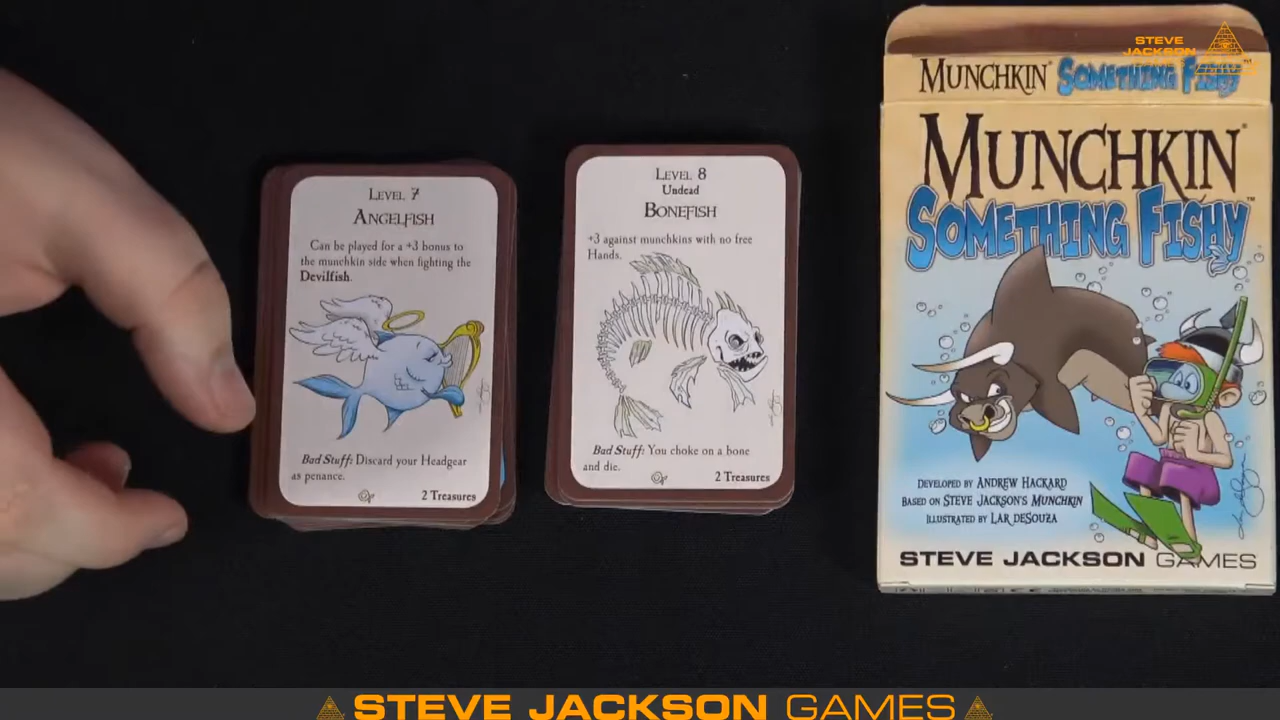 LEVEL 7
ANGELFISH
Can be played for a +3 bonus to
the munchkin side when fighting the
Devilfish.
Bad Stuff: Discard your Headgear
as penance.
2 Treasures
LEVEL 8
Undead
BONEFISH
+3 against munchkins with no free
Hands.
Bad Stuff: You choke on a bone
and die.
2 Treasures
STEVE
JACKSON
GAMES
MUNCHKIN® SOMETHING FISHY™
MUNCHKIN®
SOMETHING FISHY™
DEVELOPED BY ANDREW HACKARD
BASED ON STEVE JACKSON'S MUNCHKIN
ILLUSTRATED BY LAR DESOUZA
STEVE JACKSON GAMES
STEVE JACKSON GAMES